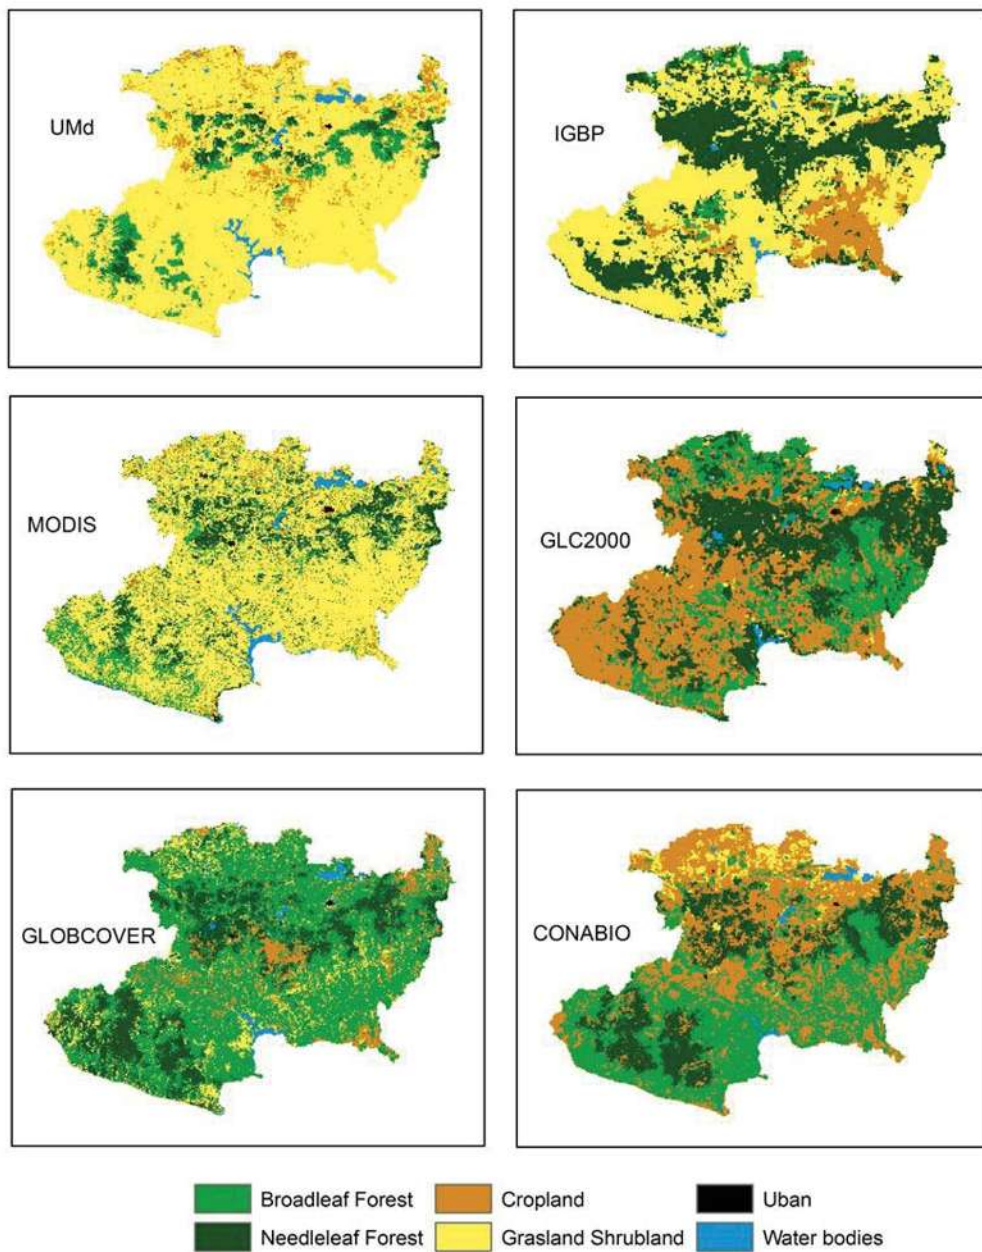 UMd
IGBP
MODIS
GLC2000
GLOBCOVER
CONABIO
Broadleaf Forest
Cropland
Uban
Needleleaf Forest
Grasland Shrubland
Water bodies